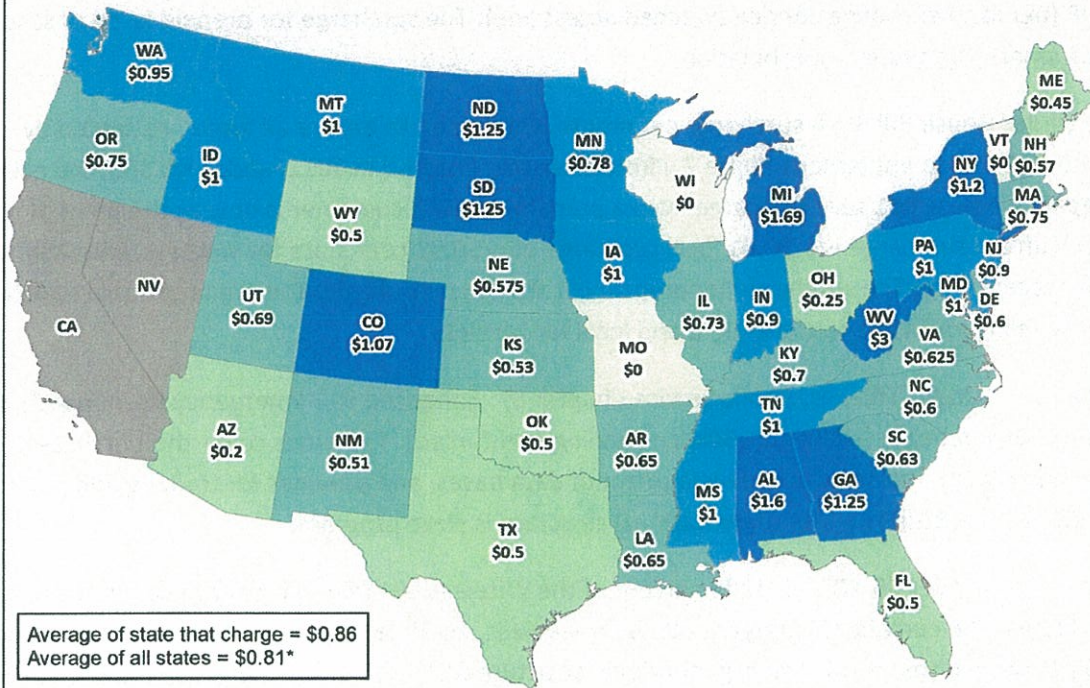 WA
$0.95
MT
$1
ND
$1.25
MN
$0.78
ME
$0.45
OR
$0.75
ID
$1
SD
$1.25
WI
$0
MI
$1.69
NY
$1.2
VT
$0
NH
$0.57
MA
$0.75
WY
$0.5
NE
$0.575
IA
$1
PA
$1
NJ
$0.9
NV
UT
$0.69
CO
$1.07
KS
$0.53
MO
$0
IL
$0.73
IN
$0.9
OH
$0.25
WV
$3
MD
$1
DE
$0.6
CA
KY
$0.7
VA
$0.625
AZ
$0.2
NM
$0.51
OK
$0.5
AR
$0.65
TN
$1
NC
$0.6
SC
$0.63
TX
$0.5
LA
$0.65
MS
$1
AL
$1.6
GA
$1.25
FL
$0.5
Average of state that charge = $0.86
Average of all states = $0.81*